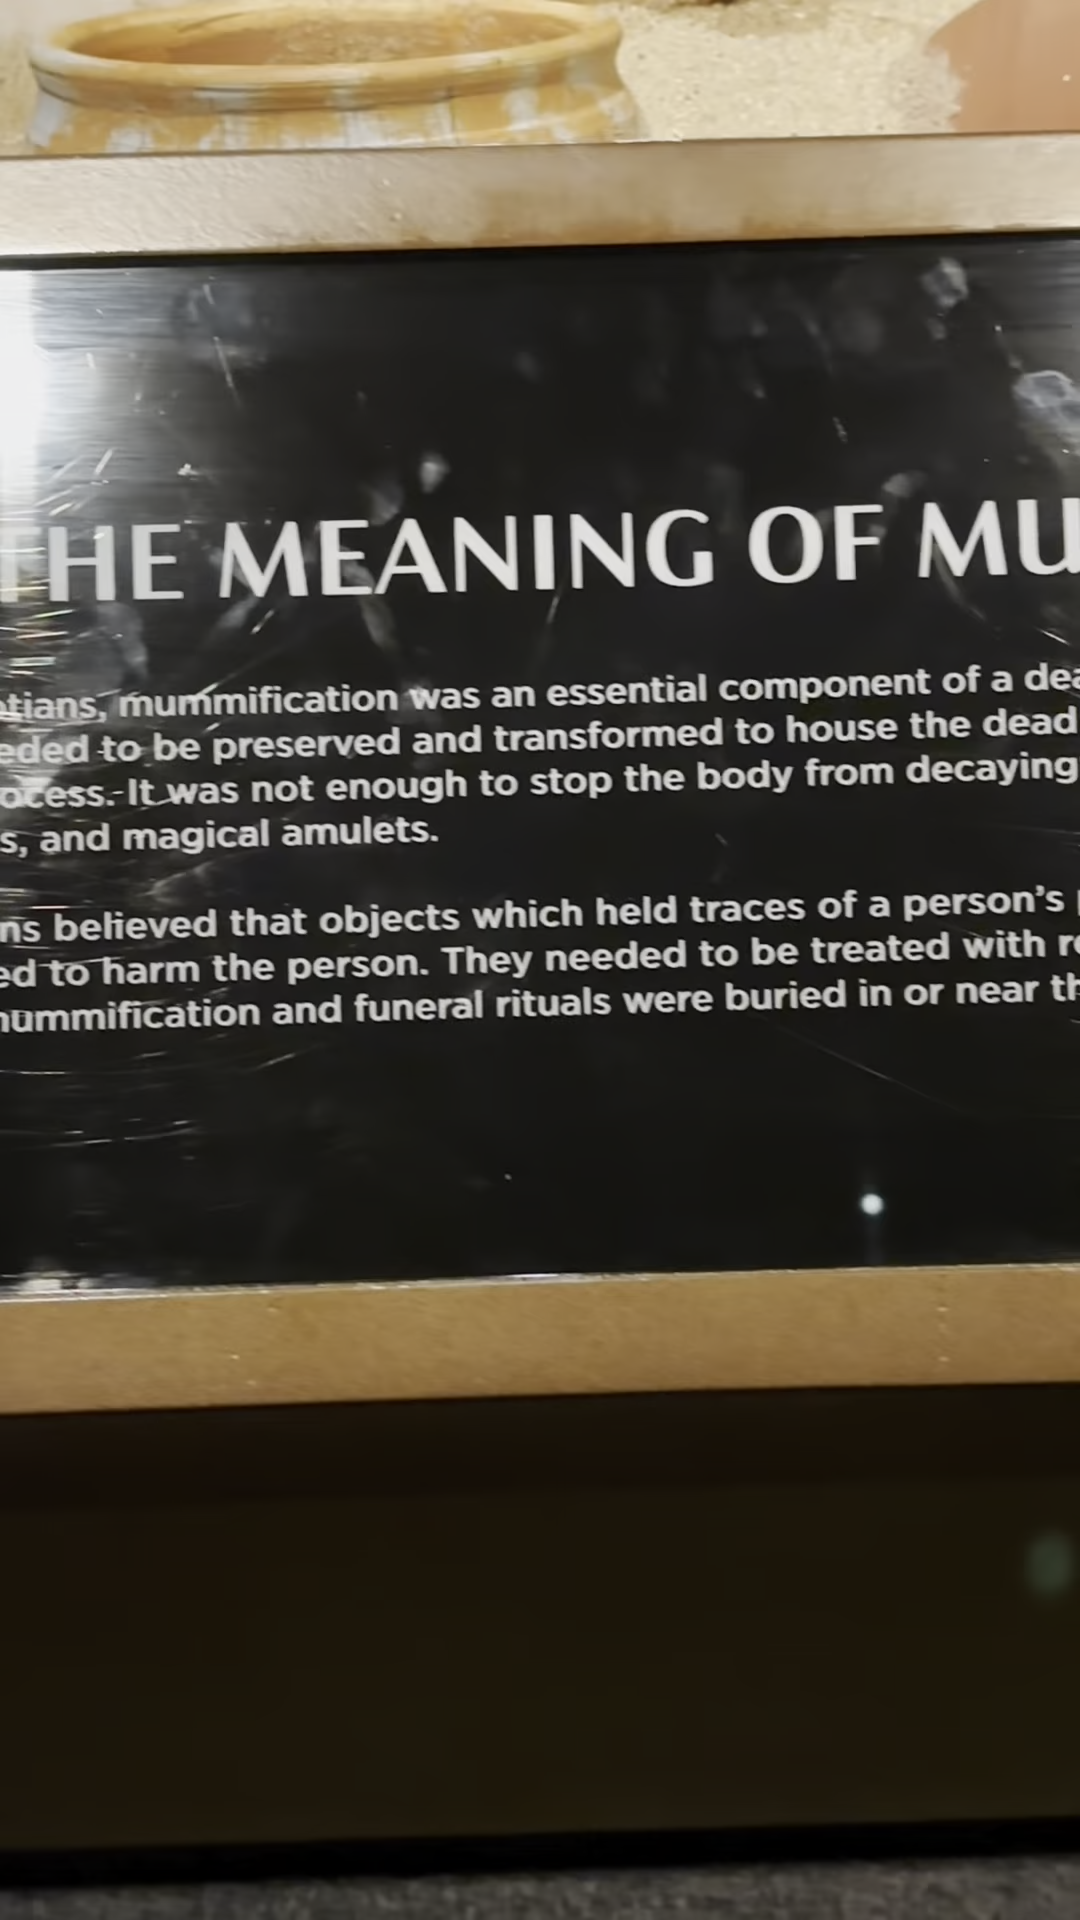 THE MEANING OF MU
tians, mummification was an essential component of a dea
eded to be preserved and transformed to house the dead
ocess. It was not enough to stop the body from decaying
s, and magical amulets.
ns believed that objects which held traces of a person's
ed to harm the person. They needed to be treated with re
mummification and funeral rituals were buried in or near th